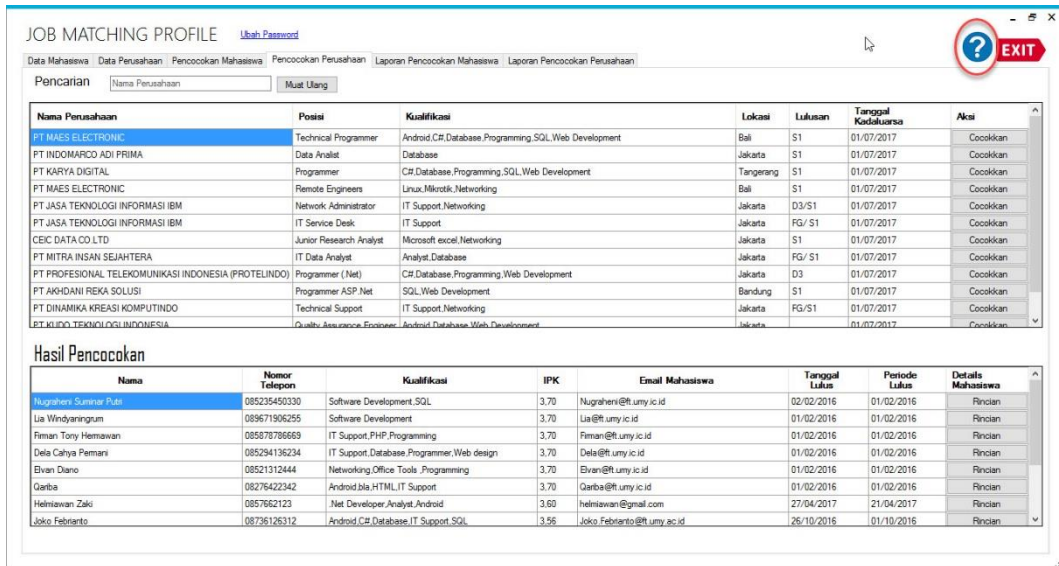 JOB MATCHING PROFILE Ubah Password
? EXIT
Data Mahasiswa Data Perusahaan Pencocokan Mahasiswa Pencocokan Perusahaan Laporan Pencocokan Mahasiswa Laporan Pencocokan Perusahaan
Pencarian Nama Perusahaan Muat Ulang
Nama Perusahaan Posisi Kualifikasi Lokasi Lulusan Tanggal Kadaluarsa Aksi
PT MAES ELECTRONIC Technical Programmer Android,C#,Database,Programming,SQL,Web Development Bali S1 01/07/2017 Cocokkan
PT INDOMARCO ADI PRIMA Data Analist Database Jakarta S1 01/07/2017 Cocokkan
PT KARYA DIGITAL Programmer C#,Database,Programming,SQL,Web Development Tangerang S1 01/07/2017 Cocokkan
PT MAES ELECTRONIC Remote Engineers Linux,Mikrotik,Networking Bali S1 01/07/2017 Cocokkan
PT JASA TEKNOLOGI INFORMASI IBM Network Administrator IT Support,Networking Jakarta D3/S1 01/07/2017 Cocokkan
PT JASA TEKNOLOGI INFORMASI IBM IT Service Desk IT Support Jakarta FG/ S1 01/07/2017 Cocokkan
CEIC DATA CO.LTD Junior Research Analyst Microsoft excel,Networking Jakarta S1 01/07/2017 Cocokkan
PT MITRA INSAN SEJAHTERA IT Data Analyst Analyst,Database Jakarta FG/ S1 01/07/2017 Cocokkan
PT PROFESIONAL TELEKOMUNIKASI INDONESIA (PROTELINDO) Programmer (.Net) C#,Database,Programming,Web Development Jakarta D3 01/07/2017 Cocokkan
PT AKHDANI REKA SOLUSI Programmer ASP.Net SQL,Web Development Bandung S1 01/07/2017 Cocokkan
PT DINAMIKA KREASI KOMPUTINDO Technical Support IT Support,Networking Jakarta FG/S1 01/07/2017 Cocokkan
PT KUDO TEKNOLOGI INDONESIA Quality Assurance Engineer Android,Database,Web Development Jakarta 01/07/2017 Cocokkan
Hasil Pencocokan
Nama Nomor Telepon Kualifikasi IPK Email Mahasiswa Tanggal Lulus Periode Lulus Details Mahasiswa
Nugraheni Suminar Putri 085235450330 Software Development,SQL 3,70 Nugraheni@ft.umy.ic.id 02/02/2016 01/02/2016 Rincian
Lia Windyaningrum 089671906255 Software Development 3,70 Lia@ft.umy.ic.id 01/02/2016 01/02/2016 Rincian
Firman Tony Hermawan 085878786669 IT Support,PHP,Programming 3,70 Firman@ft.umy.ic.id 01/02/2016 01/02/2016 Rincian
Dela Cahya Permani 085294136234 IT Support,Database,Programmer,Web design 3,70 Dela@ft.umy.ic.id 01/02/2016 01/02/2016 Rincian
Elvan Diano 08521312444 Networking,Office Tools ,Programming 3,70 Elvan@ft.umy.ic.id 01/02/2016 01/02/2016 Rincian
Qariba 08276422342 Android,bla,HTML,IT Support 3,70 Qariba@ft.umy.ic.id 01/02/2016 01/02/2016 Rincian
Helmiawan Zaki 0857662123 .Net Developer,Analyst,Android 3,60 helmiawan@gmail.com 27/04/2017 21/04/2017 Rincian
Joko Febrianto 08736126312 Android,C#,Database,IT Support,SQL 3,56 Joko.Febrianto@ft.umy.ac.id 26/10/2016 01/10/2016 Rincian